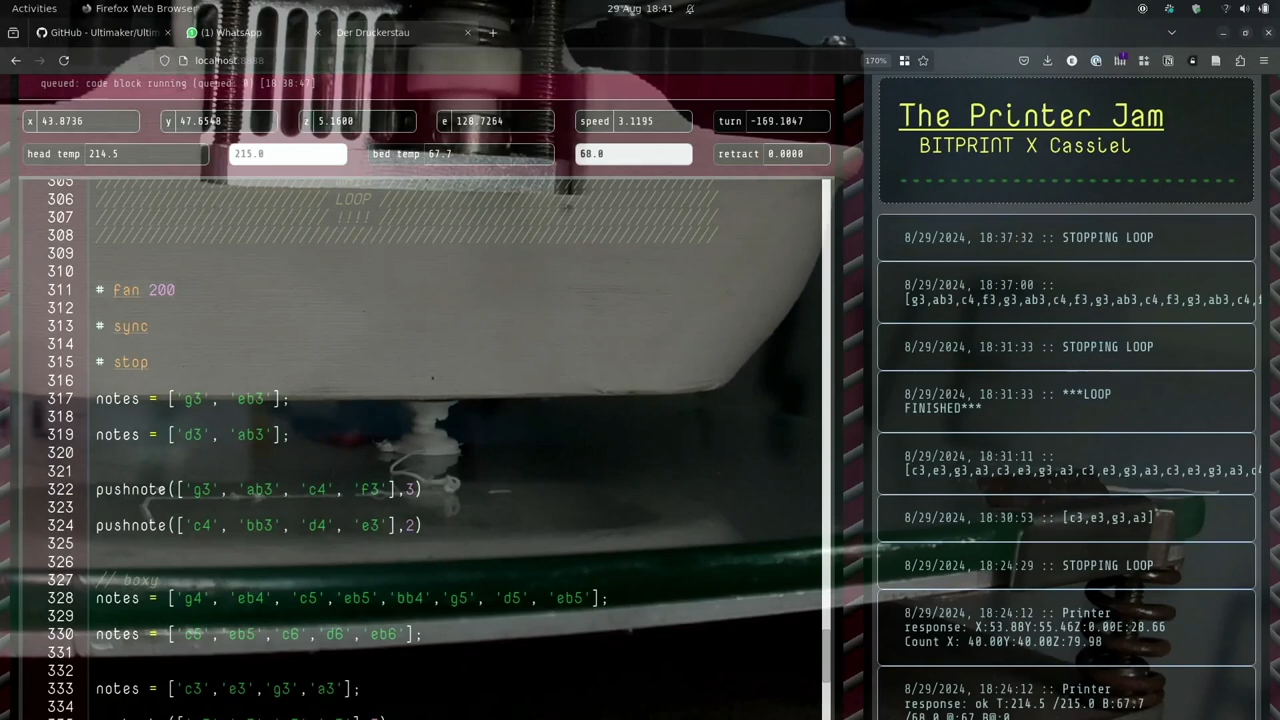 Activities
Firefox Web Browser
29 Aug 18:41
GitHub - Ultimaker/Ultim
(1) WhatsApp
Der Druckerstau
localhost:8888
170%
queued: code block running (queued: 0) [18:38:47]
x 43.8736
y 47.6548
z 5.1600
e 128.7264
speed 3.1195
turn -169.1047
head temp 214.5
215.0
bed temp 67.7
68.0
retract 0.0000
305
306 ////////////////////////////// LOOP //////////////////////////////////////////
307 ///////////////////////////// !!!! //////////////////////////////////////////
308 //////////////////////////////////////////////////////////////////////////////
309
310
311 # fan 200
312
313 # sync
314
315 # stop
316
317 notes = ['g3', 'eb3'];
318
319 notes = ['d3', 'ab3'];
320
321
322 pushnote(['g3', 'ab3', 'c4', 'f3'],3)
323
324 pushnote(['c4', 'bb3', 'd4', 'e3'],2)
325
326
327 // boxy
328 notes = ['g4', 'eb4', 'c5','eb5','bb4','g5', 'd5', 'eb5'];
329
330 notes = ['c6','eb5','c6','d6','eb6'];
331
332
333 notes = ['c3','e3','g3','a3'];
334
The Printer Jam
BITPRINT X Cassiel
8/29/2024, 18:37:32 :: STOPPING LOOP
8/29/2024, 18:37:00 ::
[g3,ab3,c4,f3,g3,ab3,c4,f3,g3,ab3,c4,f3,g3,ab3,c4,f
8/29/2024, 18:31:33 :: STOPPING LOOP
8/29/2024, 18:31:33 :: ***LOOP
FINISHED***
8/29/2024, 18:31:11 ::
[c3,e3,g3,a3,c3,e3,g3,a3,c3,e3,g3,a3,c3,e3,g3,a3,c
8/29/2024, 18:30:53 :: [c3,e3,g3,a3]
8/29/2024, 18:24:29 :: STOPPING LOOP
8/29/2024, 18:24:12 :: Printer
response: X:53.88Y:55.46Z:0.00E:28.66
Count X: 40.00Y:40.00Z:79.98
8/29/2024, 18:24:12 :: Printer
response: ok T:214.5 /215.0 B:67:7
/68.0 @:67 B@:0